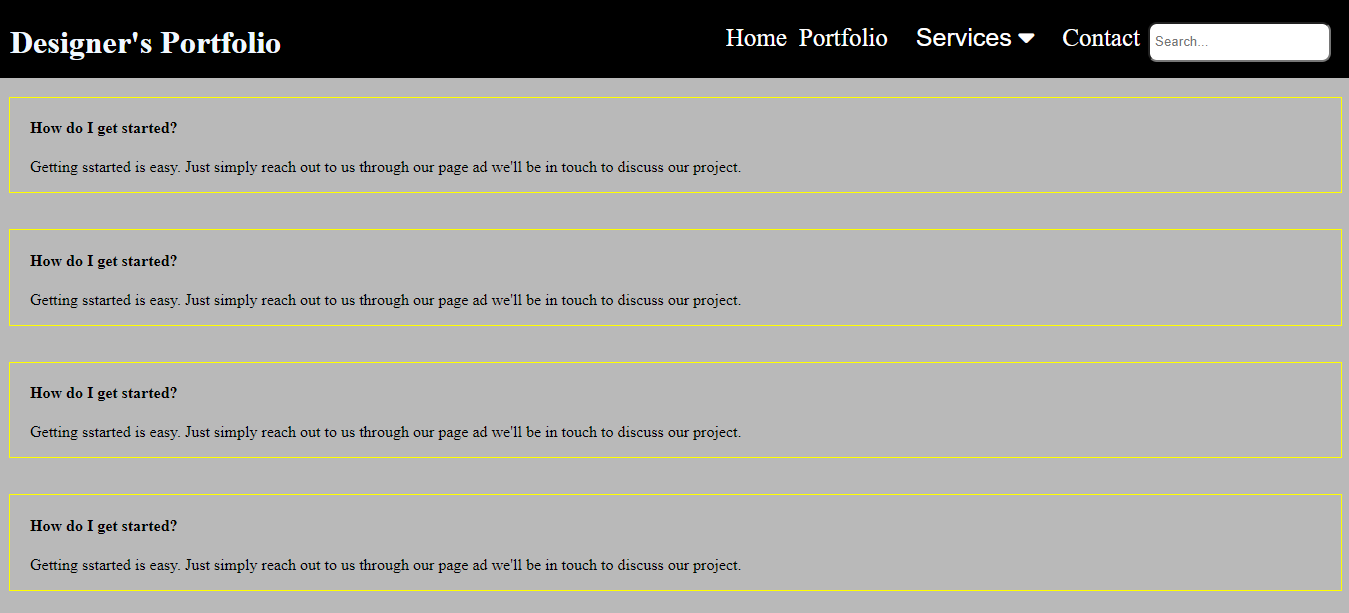 Designer's Portfolio Home Portfolio Services Contact Search...
How do I get started?
Getting sstarted is easy. Just simply reach out to us through our page ad we'll be in touch to discuss our project.
How do I get started?
Getting sstarted is easy. Just simply reach out to us through our page ad we'll be in touch to discuss our project.
How do I get started?
Getting sstarted is easy. Just simply reach out to us through our page ad we'll be in touch to discuss our project.
How do I get started?
Getting sstarted is easy. Just simply reach out to us through our page ad we'll be in touch to discuss our project.